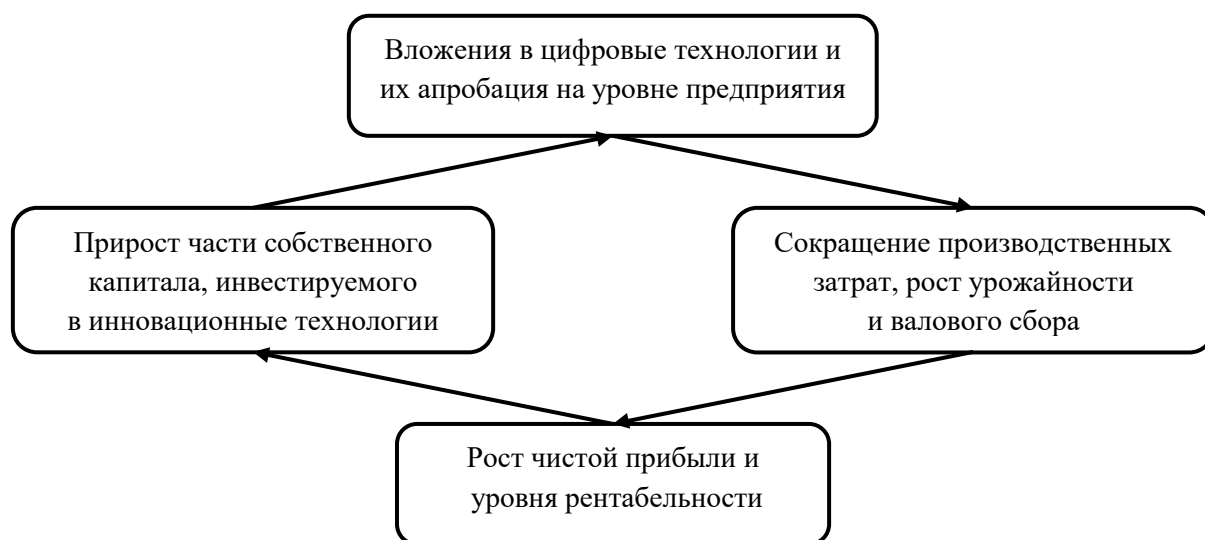 Вложения в цифровые технологии и
их апробация на уровне предприятия
Прирост части собственного
капитала, инвестируемого
в инновационные технологии
Сокращение производственных
затрат, рост урожайности
и валового сбора
Рост чистой прибыли и
уровня рентабельности